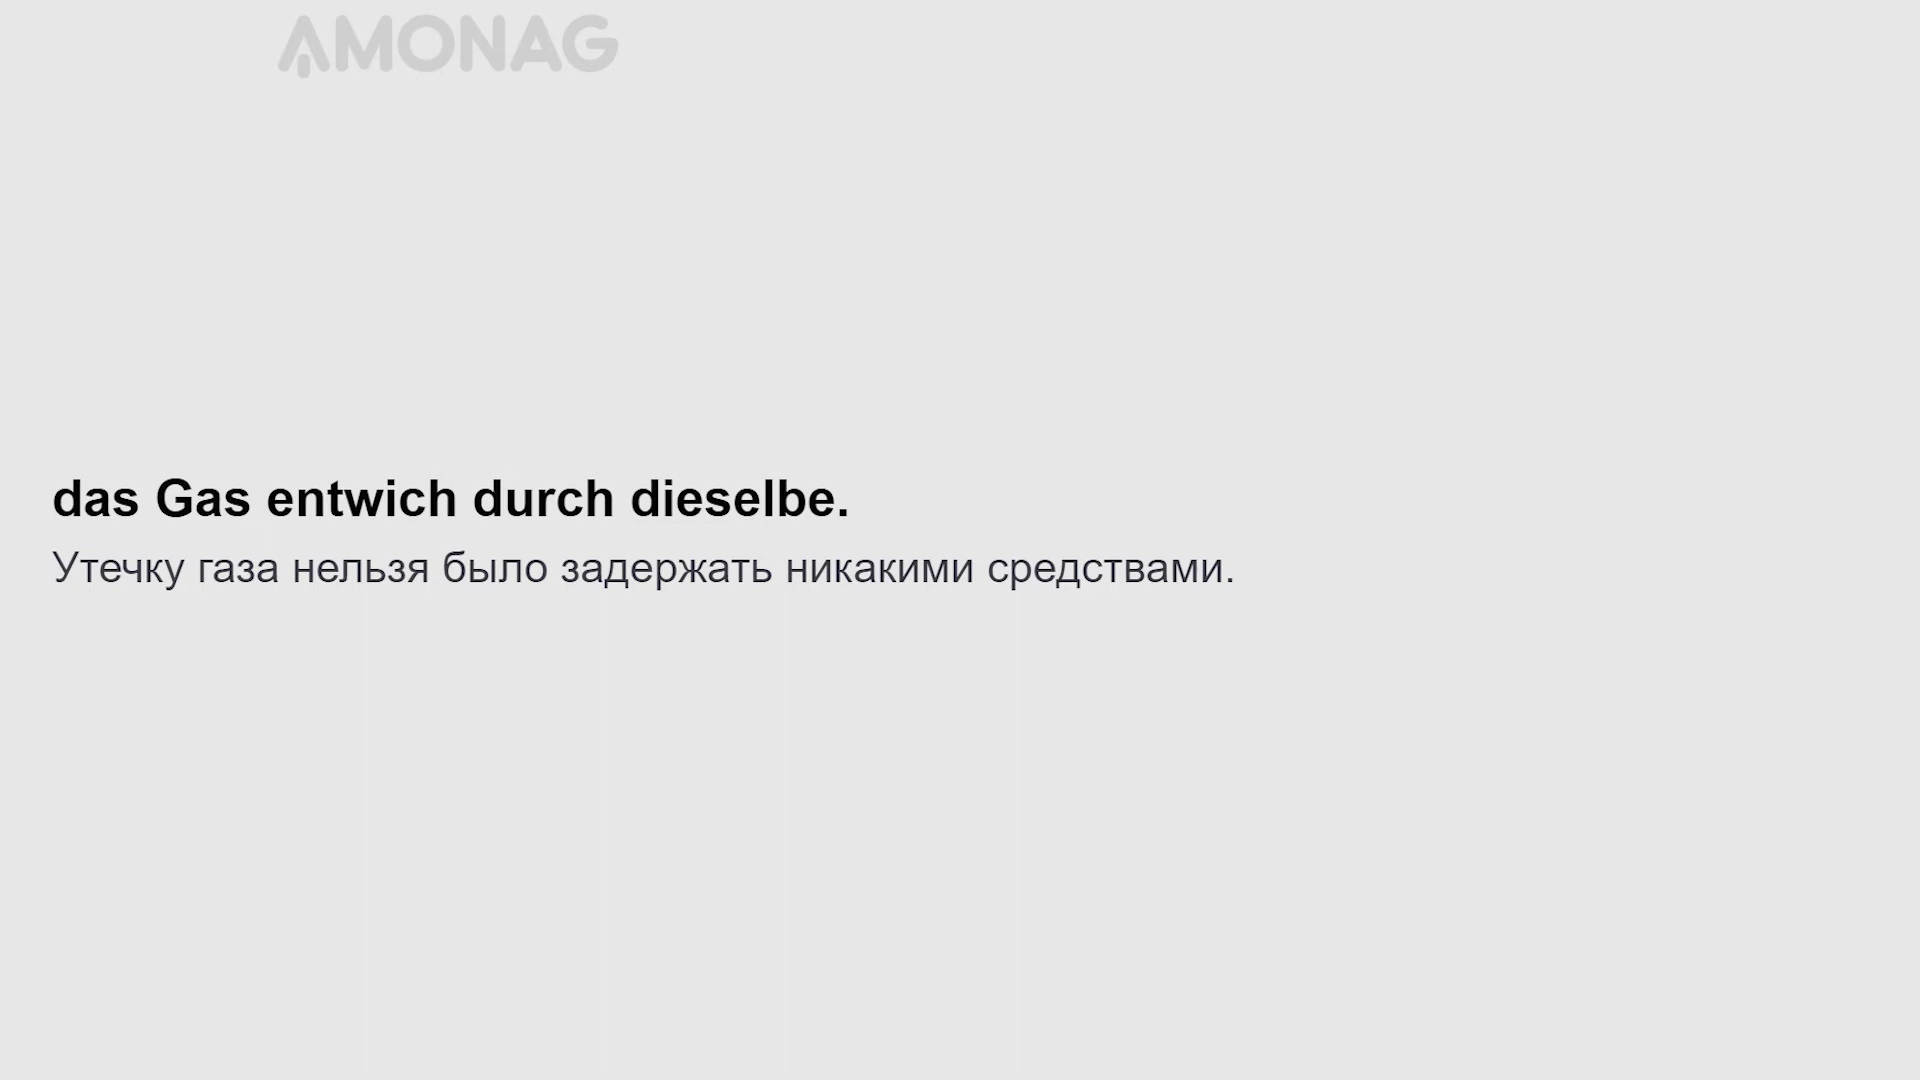 AMONAG
das Gas entwich durch dieselbe.
Утечку газа нельзя было задержать никакими средствами.